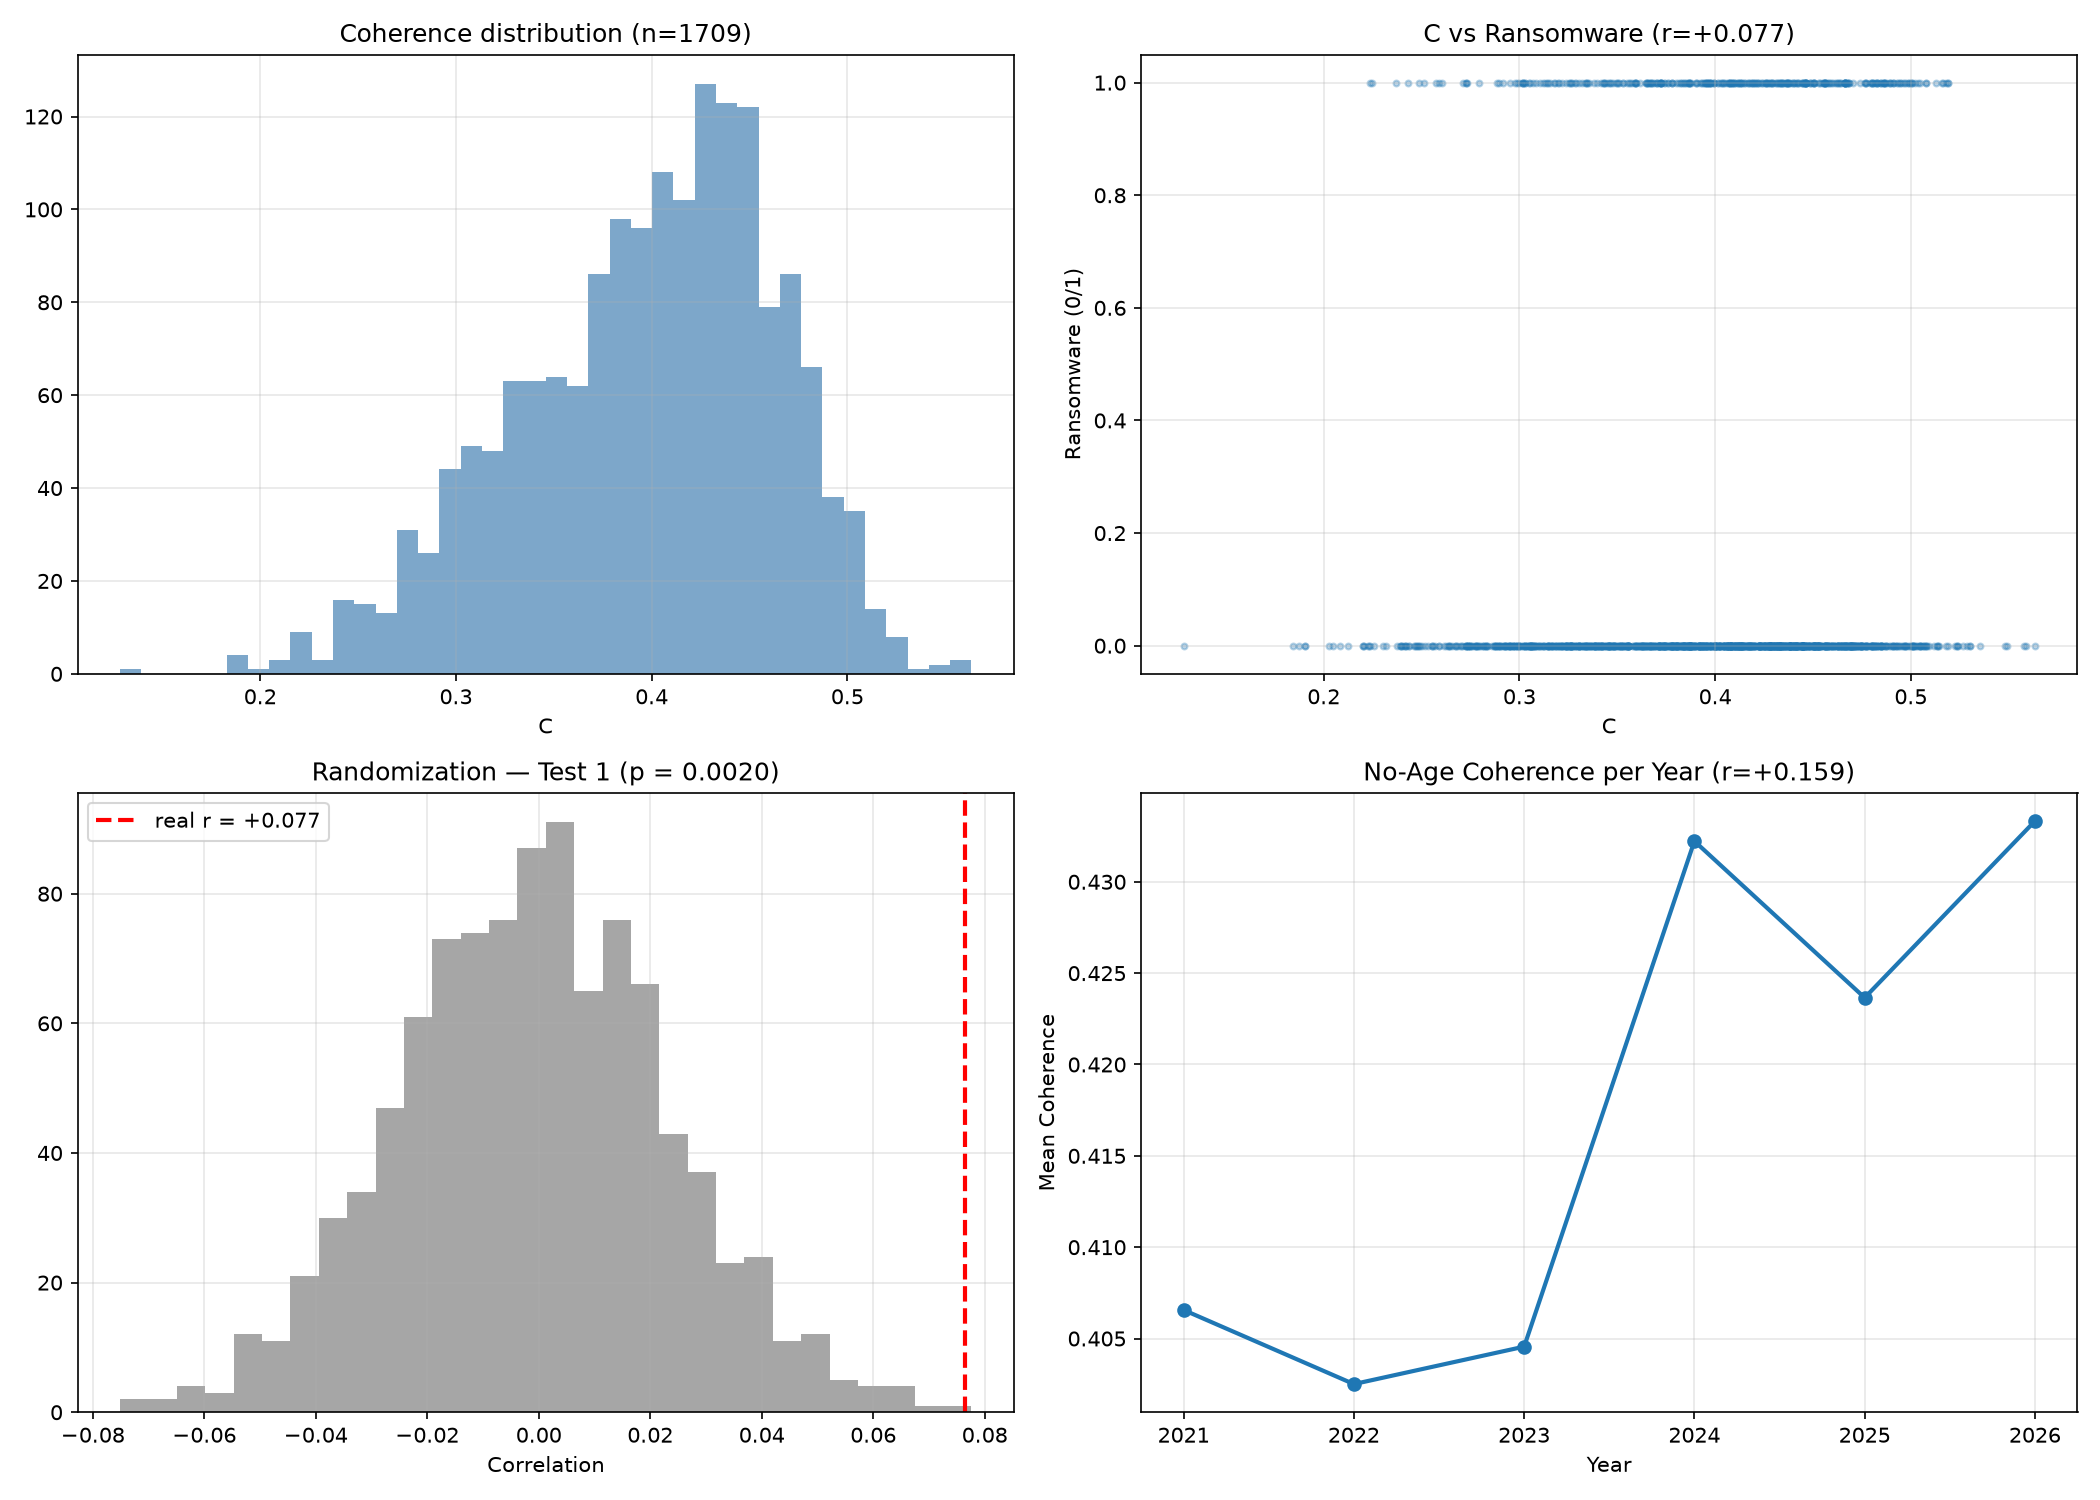 Coherence distribution (n=1709)
120
100
80
60
40
20
0
0.2 0.3 0.4 0.5
C
C vs Ransomware (r=+0.077)
Ransomware (0/1)
1.0
0.8
0.6
0.4
0.2
0.0
0.2 0.3 0.4 0.5
C
Randomization — Test 1 (p = 0.0020)
real r = +0.077
80
60
40
20
0
−0.08 −0.06 −0.04 −0.02 0.00 0.02 0.04 0.06 0.08
Correlation
No-Age Coherence per Year (r=+0.159)
Mean Coherence
0.430
0.425
0.420
0.415
0.410
0.405
2021 2022 2023 2024 2025 2026
Year